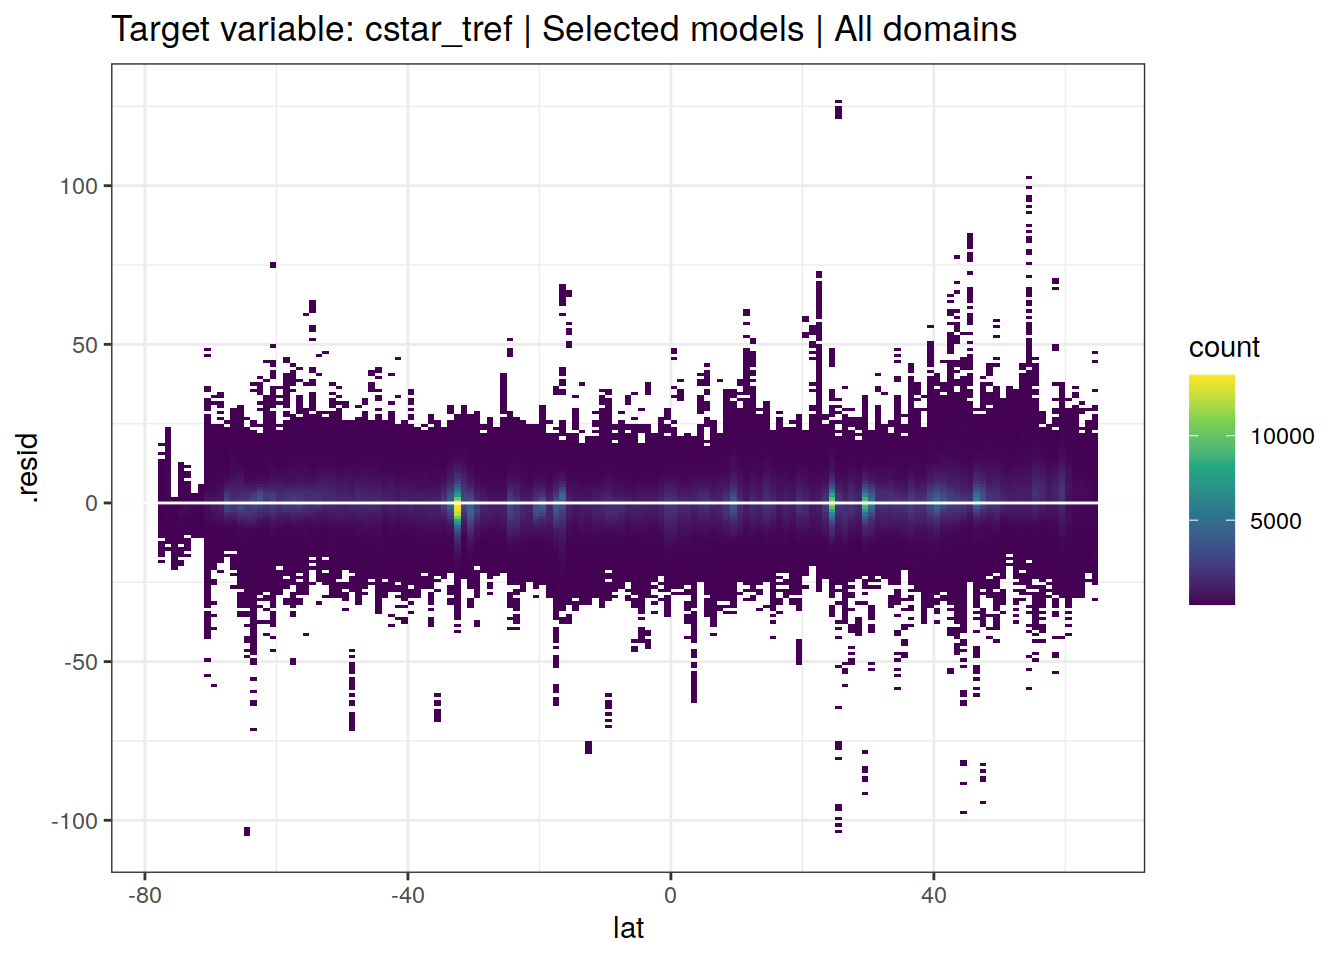 Target variable: cstar_tref | Selected models | All domains
.resid
100
50
0
-50
-100
-80
-40
0
40
lat
count
10000
5000